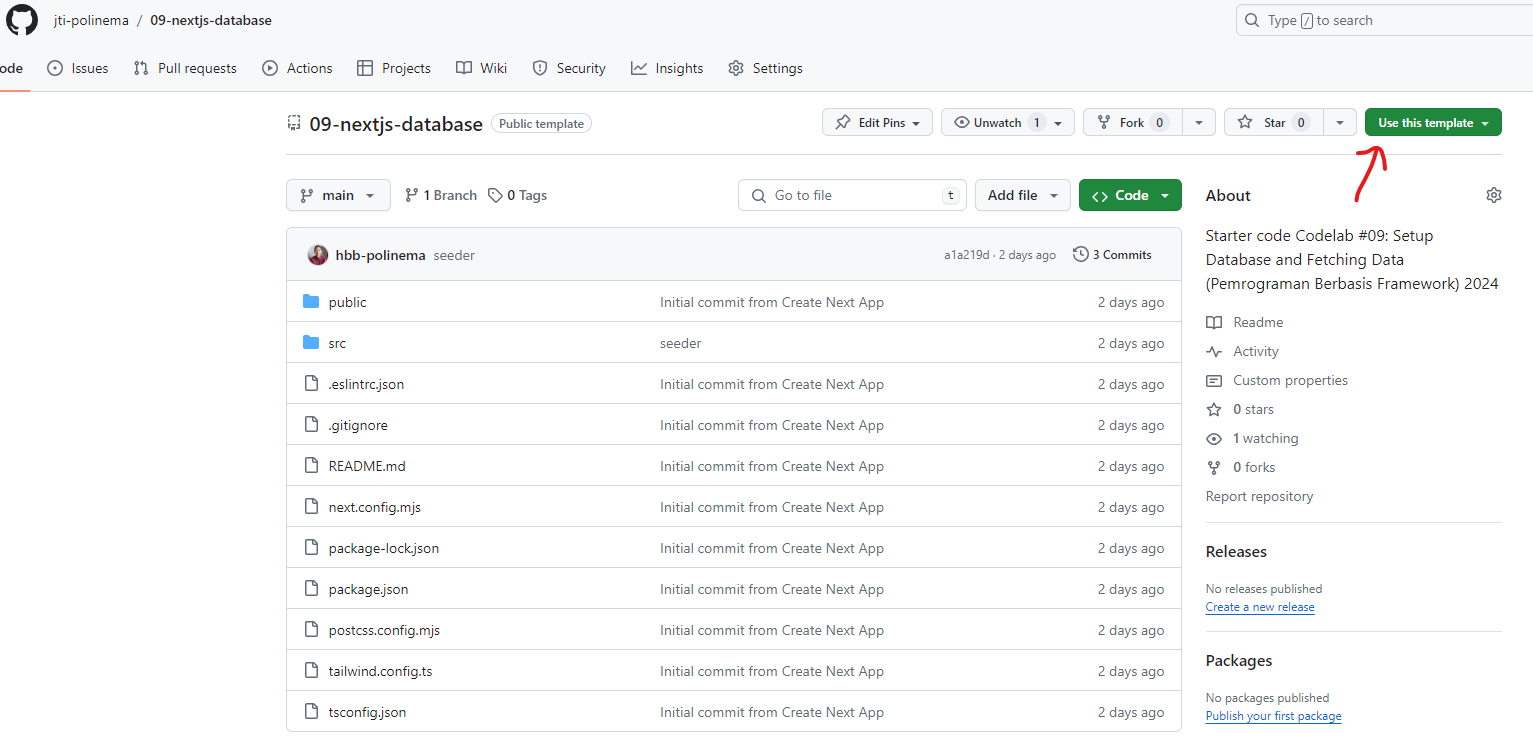 jti-polinema / 09-nextjs-database
Type / to search
ode Issues Pull requests Actions Projects Wiki Security Insights Settings
09-nextjs-database Public template
Edit Pins Unwatch 1 Fork 0 Star 0 Use this template
main 1 Branch 0 Tags Go to file t Add file Code
hbb-polinema seeder a1a219d · 2 days ago 3 Commits
public Initial commit from Create Next App 2 days ago
src seeder 2 days ago
.eslintrc.json Initial commit from Create Next App 2 days ago
.gitignore Initial commit from Create Next App 2 days ago
README.md Initial commit from Create Next App 2 days ago
next.config.mjs Initial commit from Create Next App 2 days ago
package-lock.json Initial commit from Create Next App 2 days ago
package.json Initial commit from Create Next App 2 days ago
postcss.config.mjs Initial commit from Create Next App 2 days ago
tailwind.config.ts Initial commit from Create Next App 2 days ago
tsconfig.json Initial commit from Create Next App 2 days ago
About
Starter code Codelab #09: Setup
Database and Fetching Data
(Pemrograman Berbasis Framework) 2024
Readme
Activity
Custom properties
0 stars
1 watching
0 forks
Report repository
Releases
No releases published
Create a new release
Packages
No packages published
Publish your first package